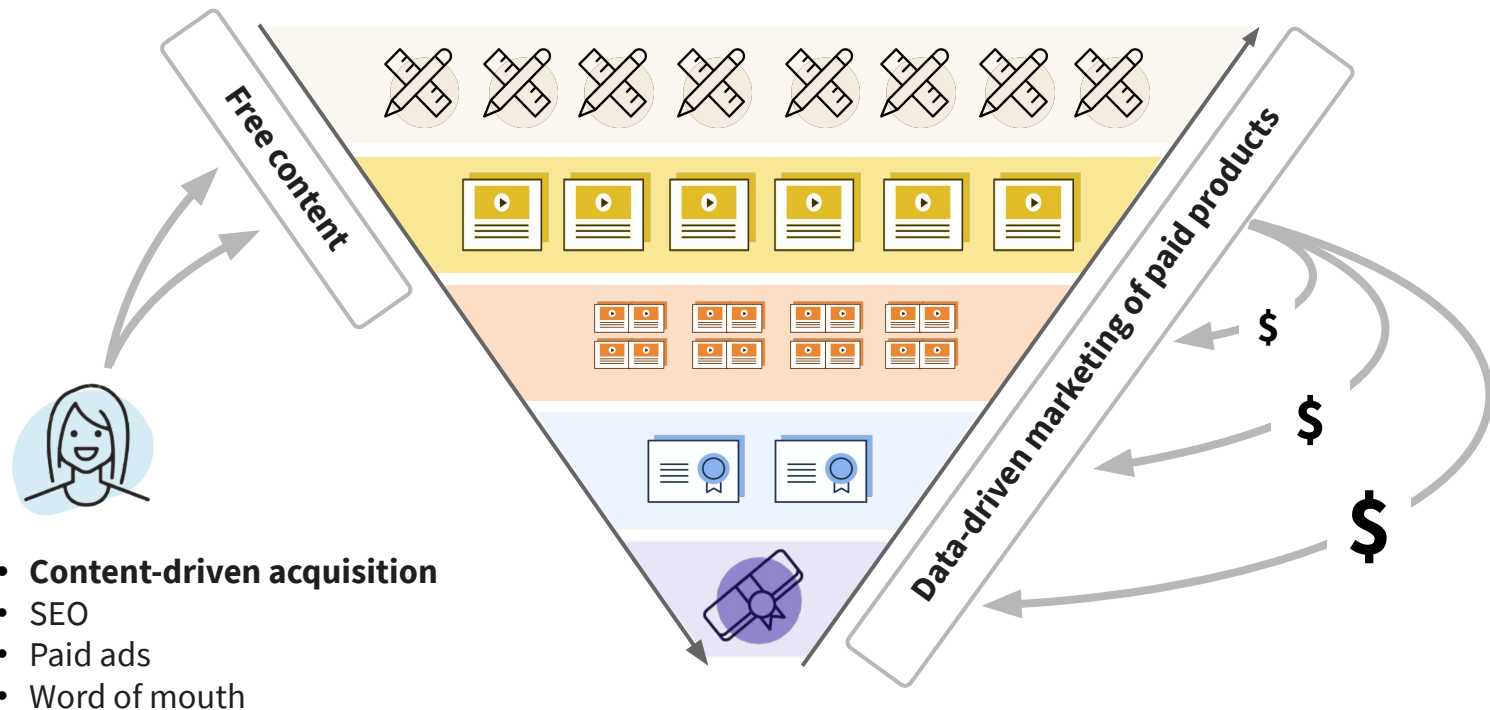 Free content
Data-driven marketing of paid products
$
$
$
• Content-driven acquisition
• SEO
• Paid ads
• Word of mouth